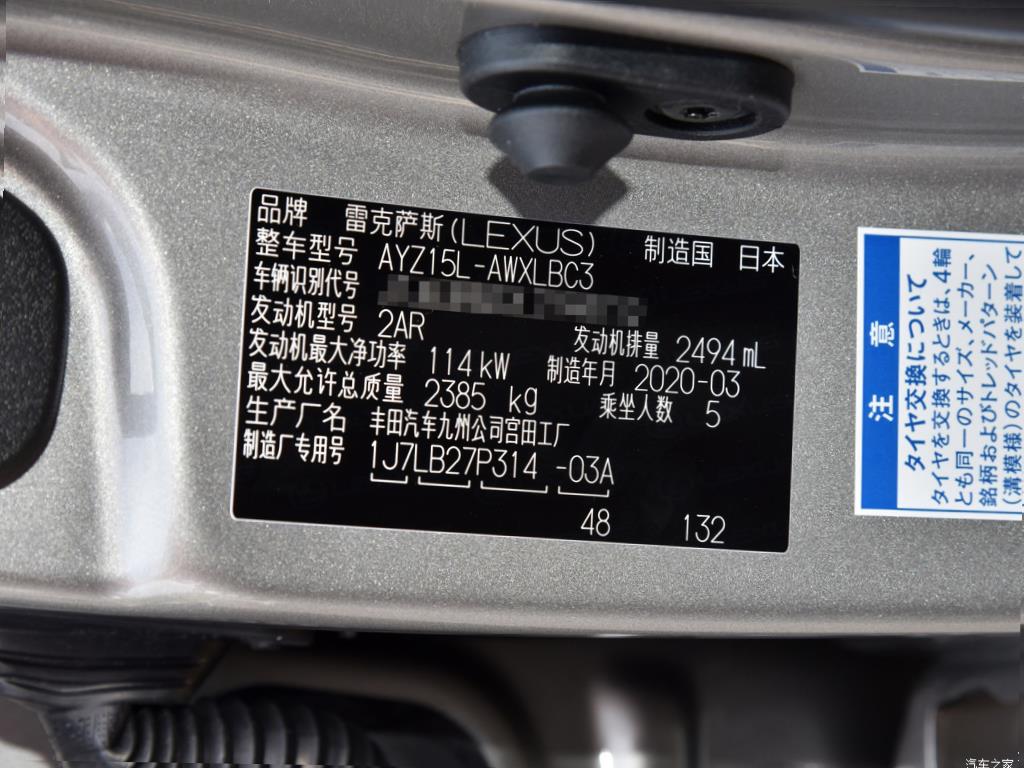 品牌 雷克萨斯(LEXUS) 制造国 日本
整车型号 AYZ15L-AWXLBC3
车辆识别代号
发动机型号 2AR 发动机排量 2494 mL
发动机最大净功率 114 kW 制造年月 2020-03
最大允许总质量 2385 kg 乘坐人数 5
生产厂名 丰田汽车九州公司宫田工厂
制造厂专用号 1J7LB27P314 -03A
48 132
注 意
タイヤ交換について
タイヤを交換するときは、4輪
とも同一のサイズ、メーカー、
銘柄およびトレッドパターン
(溝模様)のタイヤを装着して
汽车之家